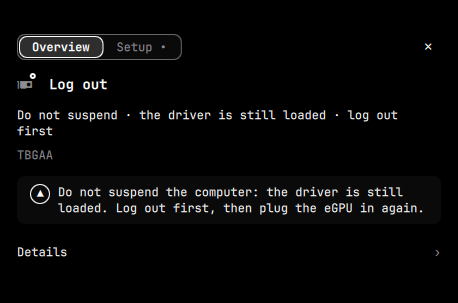 Overview Setup •
×
Log out
Do not suspend · the driver is still loaded · log out
first
TBGAA
Do not suspend the computer: the driver is still
loaded. Log out first, then plug the eGPU in again.
Details ›